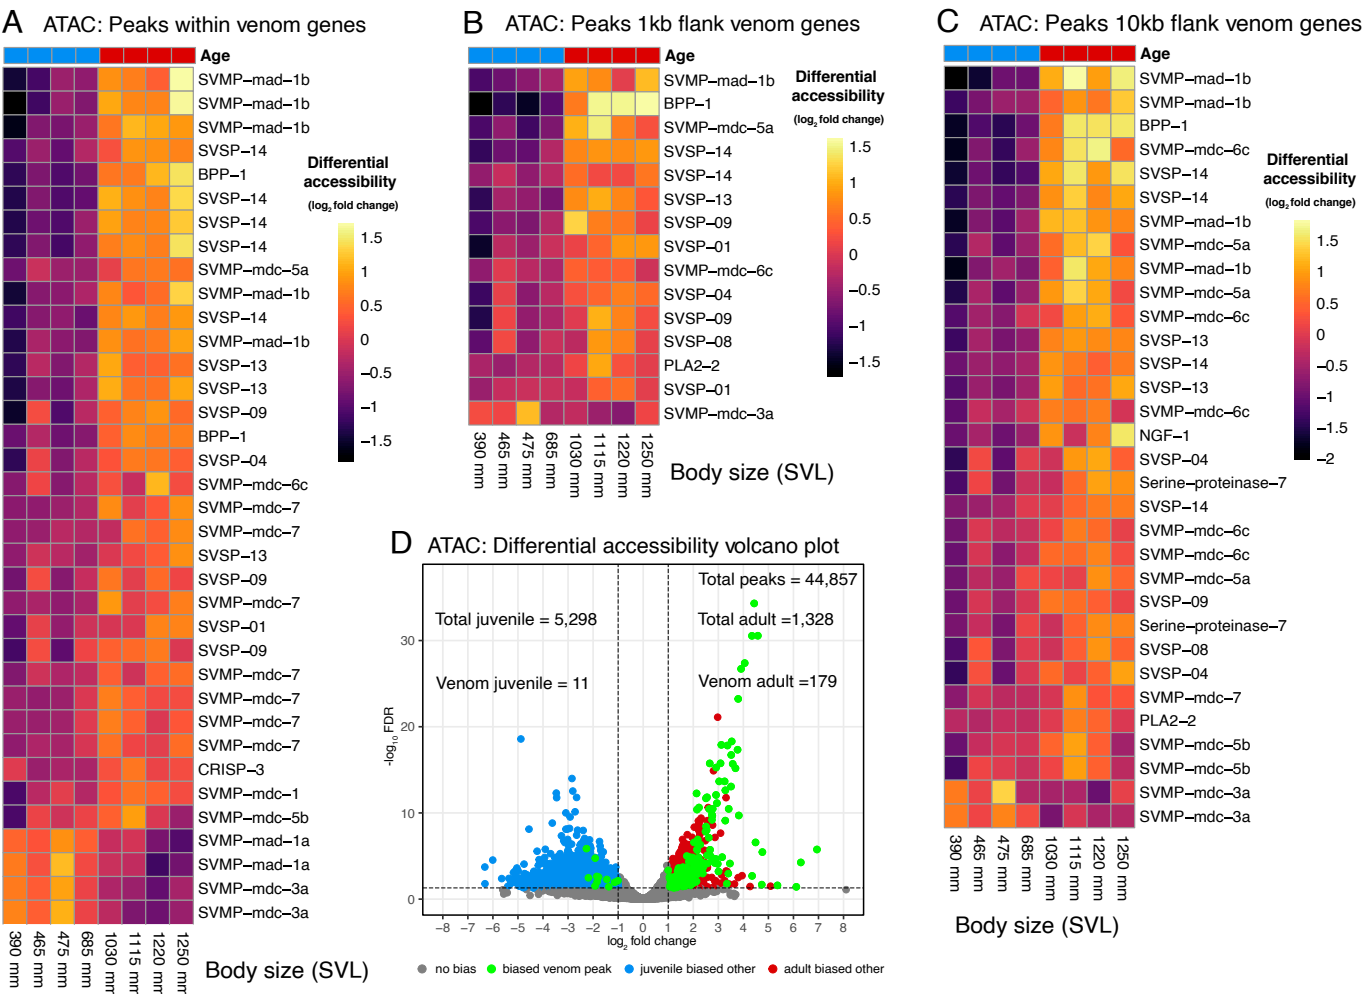 A ATAC: Peaks within venom genes
Age
SVMP−mad−1b
SVMP−mad−1b
SVMP−mad−1b
SVSP−14
BPP−1
SVSP−14
SVSP−14
SVSP−14
SVMP−mdc−5a
SVMP−mad−1b
SVSP−14
SVMP−mad−1b
SVSP−13
SVSP−13
SVSP−09
BPP−1
SVSP−04
SVMP−mdc−6c
SVMP−mdc−7
SVMP−mdc−7
SVSP−13
SVSP−09
SVMP−mdc−7
SVSP−01
SVSP−09
SVMP−mdc−7
SVMP−mdc−7
SVMP−mdc−7
SVMP−mdc−7
CRISP−3
SVMP−mdc−1
SVMP−mdc−5b
SVMP−mad−1a
SVMP−mad−1a
SVMP−mdc−3a
SVMP−mdc−3a
390 mm
465 mm
475 mm
685 mm
1030 mm
1115 mm
1220 mm
1250 mm
Body size (SVL)
Differential
accessibility
(log2 fold change)
1.5
1
0.5
0
−0.5
−1
−1.5
B ATAC: Peaks 1kb flank venom genes
Age
SVMP−mad−1b
BPP−1
SVMP−mdc−5a
SVSP−14
SVSP−14
SVSP−13
SVSP−09
SVSP−01
SVMP−mdc−6c
SVSP−04
SVSP−09
SVSP−08
PLA2−2
SVSP−01
SVMP−mdc−3a
390 mm
465 mm
475 mm
685 mm
1030 mm
1115 mm
1220 mm
1250 mm
Body size (SVL)
Differential
accessibility
(log2 fold change)
1.5
1
0.5
0
−0.5
−1
−1.5
C ATAC: Peaks 10kb flank venom genes
Age
SVMP−mad−1b
SVMP−mad−1b
BPP−1
SVMP−mdc−6c
SVSP−14
SVSP−14
SVMP−mad−1b
SVMP−mdc−5a
SVMP−mad−1b
SVMP−mdc−5a
SVMP−mdc−6c
SVSP−13
SVSP−14
SVSP−13
SVMP−mdc−6c
NGF−1
SVSP−04
Serine−proteinase−7
SVSP−14
SVMP−mdc−6c
SVMP−mdc−6c
SVMP−mdc−5a
SVSP−09
Serine−proteinase−7
SVSP−08
SVSP−04
SVMP−mdc−7
PLA2−2
SVMP−mdc−5b
SVMP−mdc−5b
SVMP−mdc−3a
SVMP−mdc−3a
390 mm
465 mm
475 mm
685 mm
1030 mm
1115 mm
1220 mm
1250 mm
Body size (SVL)
Differential
accessibility
(log2 fold change)
1.5
1
0.5
0
−0.5
−1
−1.5
−2
D ATAC: Differential accessibility volcano plot
Total peaks = 44,857
Total juvenile = 5,298
Total adult =1,328
Venom juvenile = 11
Venom adult =179
-log10 FDR
30
20
10
0
−8 −7 −6 −5 −4 −3 −2 −1 0 1 2 3 4 5 6 7 8
log2 fold change
no bias biased venom peak juvenile biased other adult biased other